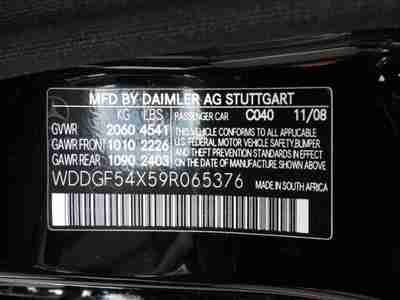 MFD BY DAIMLER AG STUTTGART
KG LBS PASSENGER CAR C040 11/08
GVWR 2060 4541 THIS VEHICLE CONFORMS TO ALL APPLICABLE
GAWR FRONT 1010 2226 U.S. FEDERAL MOTOR VEHICLE SAFETY, BUMPER
GAWR REAR 1090 2403 AND THEFT PREVENTION STANDARDS IN EFFECT ON THE DATE OF MANUFACTURE SHOWN ABOVE
WDDGF54X59R065376 MADE IN SOUTH AFRICA